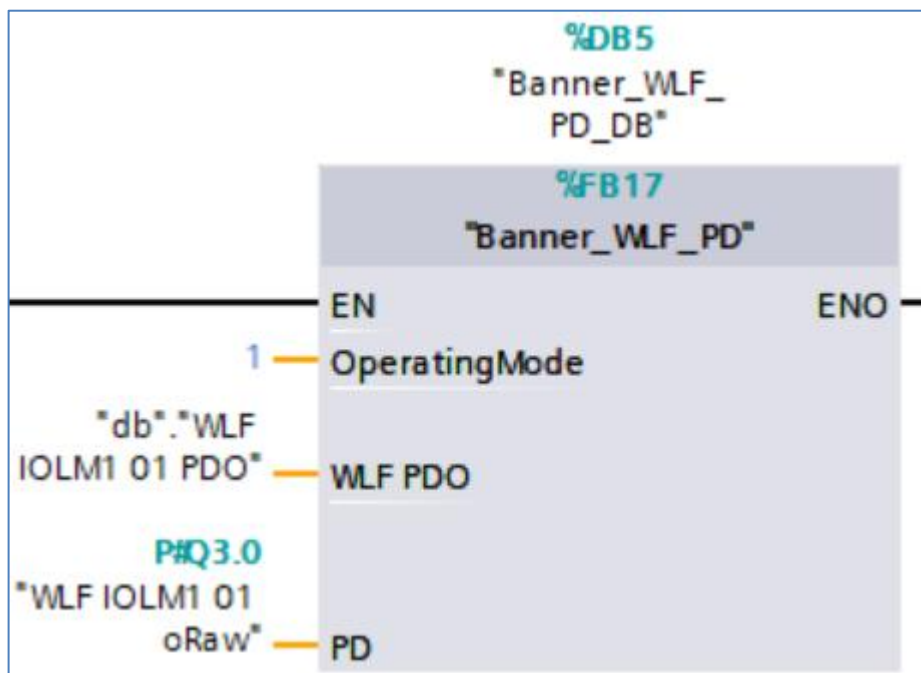 %DB5
"Banner_WLF_
PD_DB"
%FB17
"Banner_WLF_PD"
EN ENO
1 OperatingMode
"db"."WLF
IOLM1 01 PDO" WLF PDO
P#Q3.0
"WLF IOLM1 01
oRaw" PD